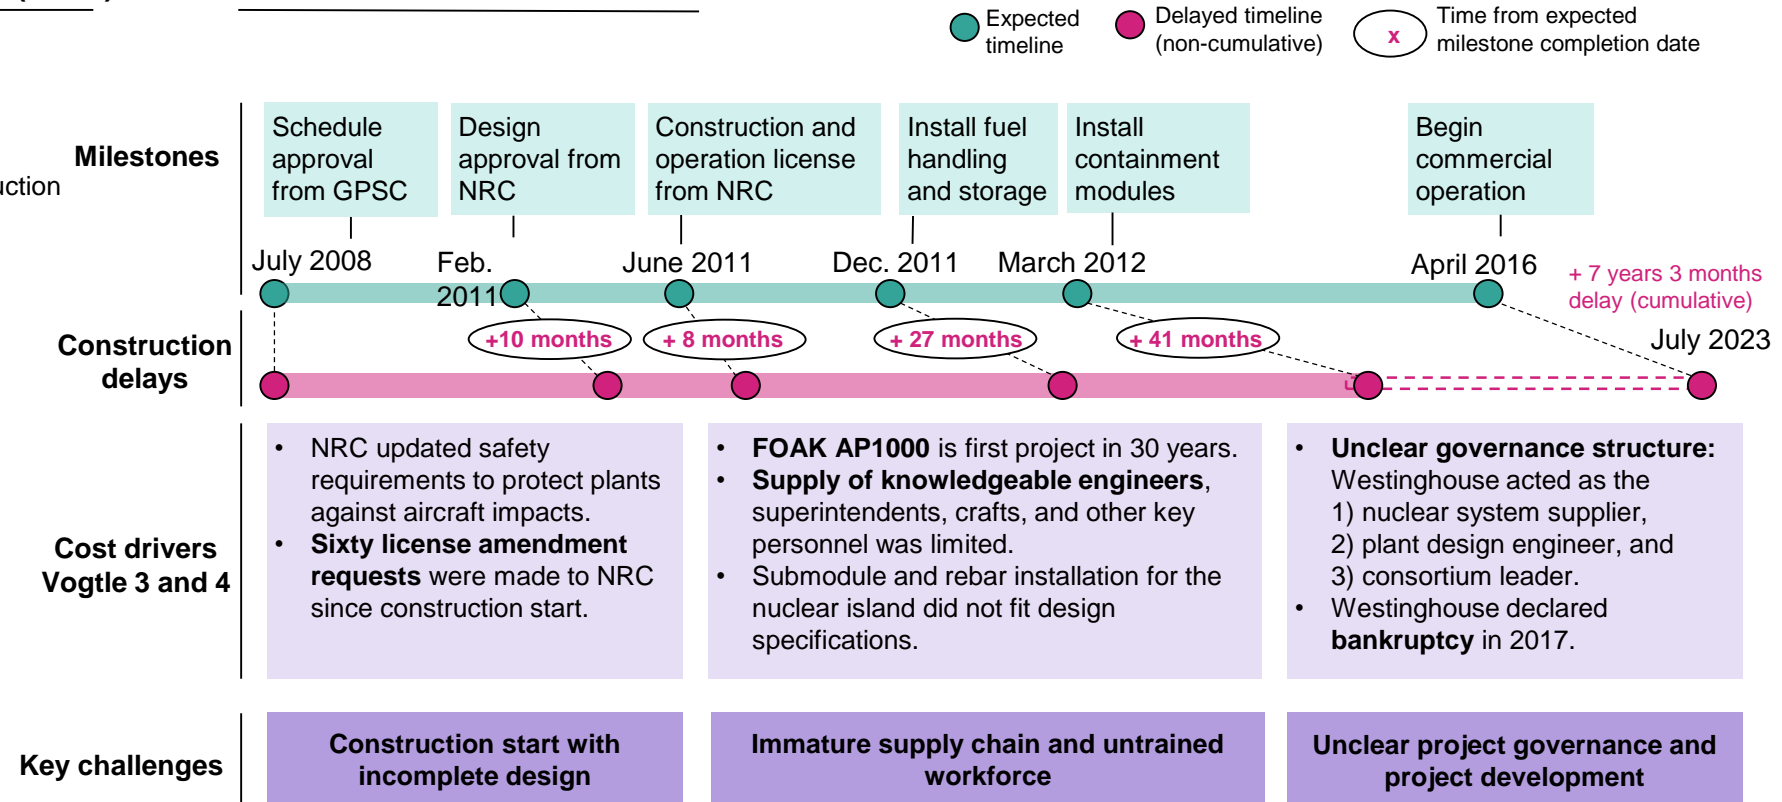 Expected
timeline
Delayed timeline
(non-cumulative)
x
Time from expected
milestone completion date
Milestones
Schedule
approval
from GPSC
Design
approval from
NRC
Construction and
operation license
from NRC
Install fuel
handling
and storage
Install
containment
modules
Begin
commercial
operation
July 2008
Feb.
2011
June 2011
Dec. 2011
March 2012
April 2016
+ 7 years 3 months
delay (cumulative)
July 2023
Construction
delays
+10 months
+ 8 months
+ 27 months
+ 41 months
Cost drivers
Vogtle 3 and 4
• NRC updated safety
requirements to protect plants
against aircraft impacts.
• Sixty license amendment
requests were made to NRC
since construction start.
• FOAK AP1000 is first project in 30 years.
• Supply of knowledgeable engineers,
superintendents, crafts, and other key
personnel was limited.
• Submodule and rebar installation for the
nuclear island did not fit design
specifications.
• Unclear governance structure:
Westinghouse acted as the
1) nuclear system supplier,
2) plant design engineer, and
3) consortium leader.
• Westinghouse declared
bankruptcy in 2017.
Key challenges
Construction start with
incomplete design
Immature supply chain and untrained
workforce
Unclear project governance and
project development